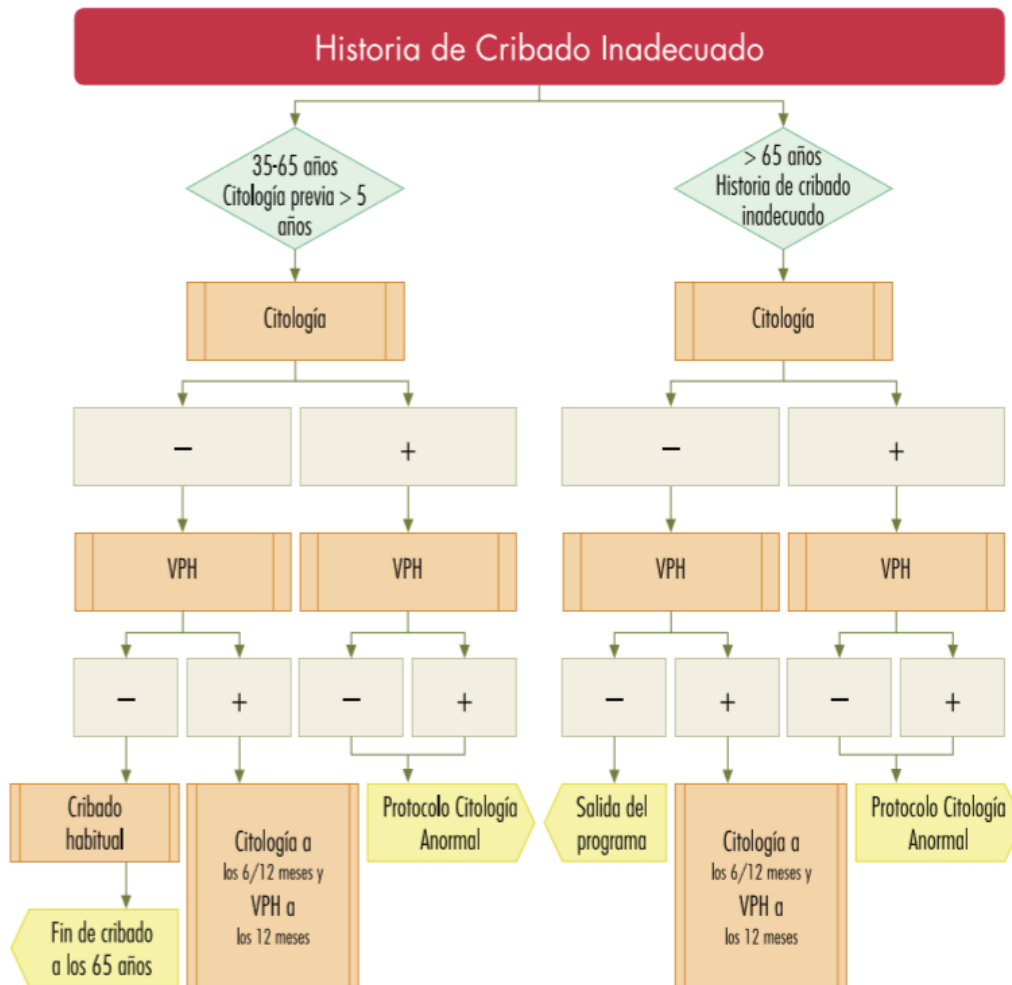 Historia de Cribado Inadecuado
35-65 años
Citología previa > 5
años
> 65 años
Historia de cribado
inadecuado
Citología
Citología
−
+
−
+
VPH
VPH
VPH
VPH
−
+
−
+
−
+
−
+
Cribado
habitual
Citología a
los 6/12 meses y
VPH a
los 12 meses
Protocolo Citología
Anormal
Salida del
programa
Citología a
los 6/12 meses y
VPH a
los 12 meses
Protocolo Citología
Anormal
Fin de cribado
a los 65 años